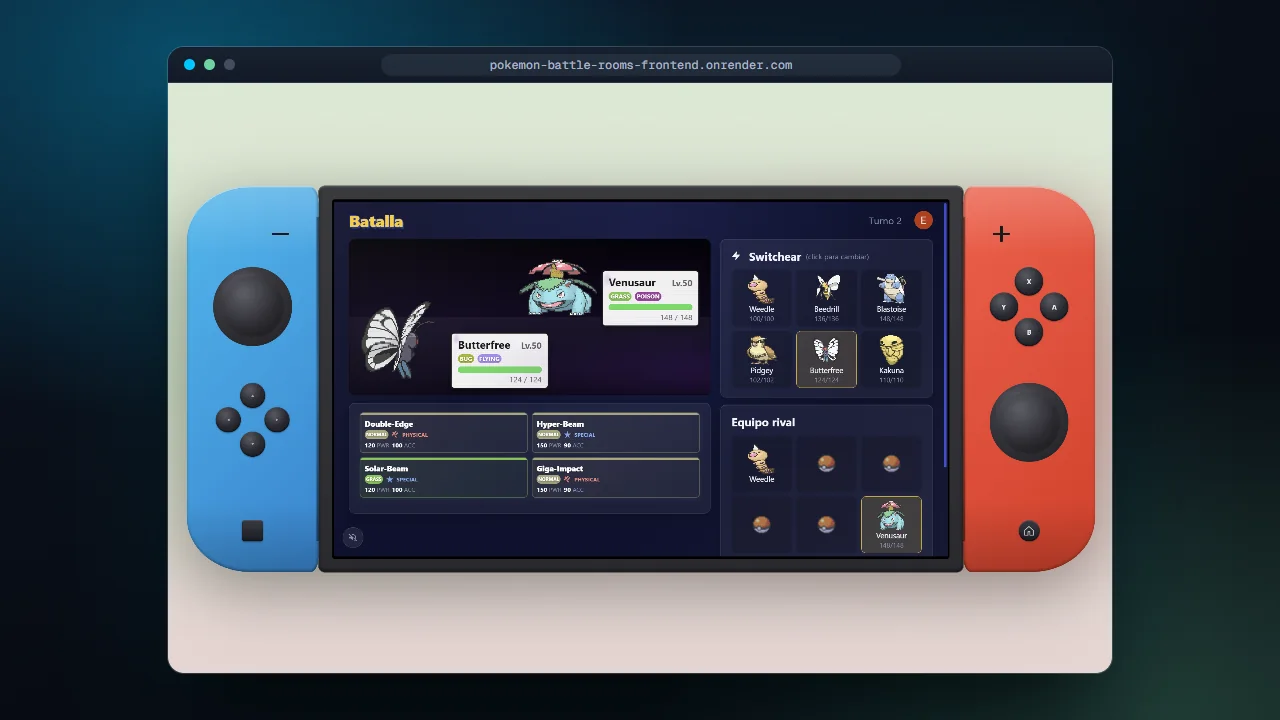 pokemon-battle-rooms-frontend.onrender.com
Batalla
Turno 2
E
Venusaur Lv.50
GRASS POISON
148 / 148
Butterfree Lv.50
BUG FLYING
124 / 124
Double-Edge
NORMAL PHYSICAL
120 PWR 100 ACC
Hyper-Beam
NORMAL SPECIAL
150 PWR 90 ACC
Solar-Beam
GRASS SPECIAL
120 PWR 100 ACC
Giga-Impact
NORMAL PHYSICAL
150 PWR 90 ACC
Switchear (click para cambiar)
Weedle
100/100
Beedrill
136/136
Blastoise
148/148
Pidgey
102/102
Butterfree
124/124
Kakuna
110/110
Equipo rival
Weedle
Venusaur
148/148
X
Y
A
B